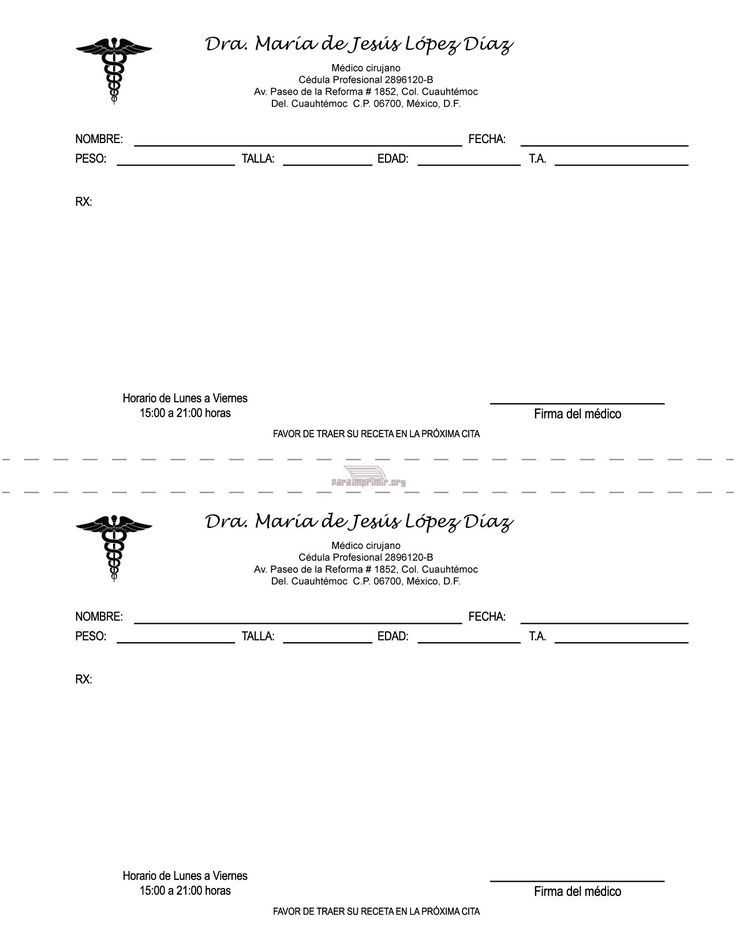 Dra. María de Jesús López Díaz
Médico cirujano
Cédula Profesional 2896120-B
Av. Paseo de la Reforma # 1852, Col. Cuauhtémoc
Del. Cuauhtémoc C.P. 06700, México, D.F.
NOMBRE: FECHA:
PESO: TALLA: EDAD: T.A.
RX:
Horario de Lunes a Viernes
15:00 a 21:00 horas
Firma del médico
FAVOR DE TRAER SU RECETA EN LA PRÓXIMA CITA
paraimprimir.org
Dra. María de Jesús López Díaz
Médico cirujano
Cédula Profesional 2896120-B
Av. Paseo de la Reforma # 1852, Col. Cuauhtémoc
Del. Cuauhtémoc C.P. 06700, México, D.F.
NOMBRE: FECHA:
PESO: TALLA: EDAD: T.A.
RX:
Horario de Lunes a Viernes
15:00 a 21:00 horas
Firma del médico
FAVOR DE TRAER SU RECETA EN LA PRÓXIMA CITA